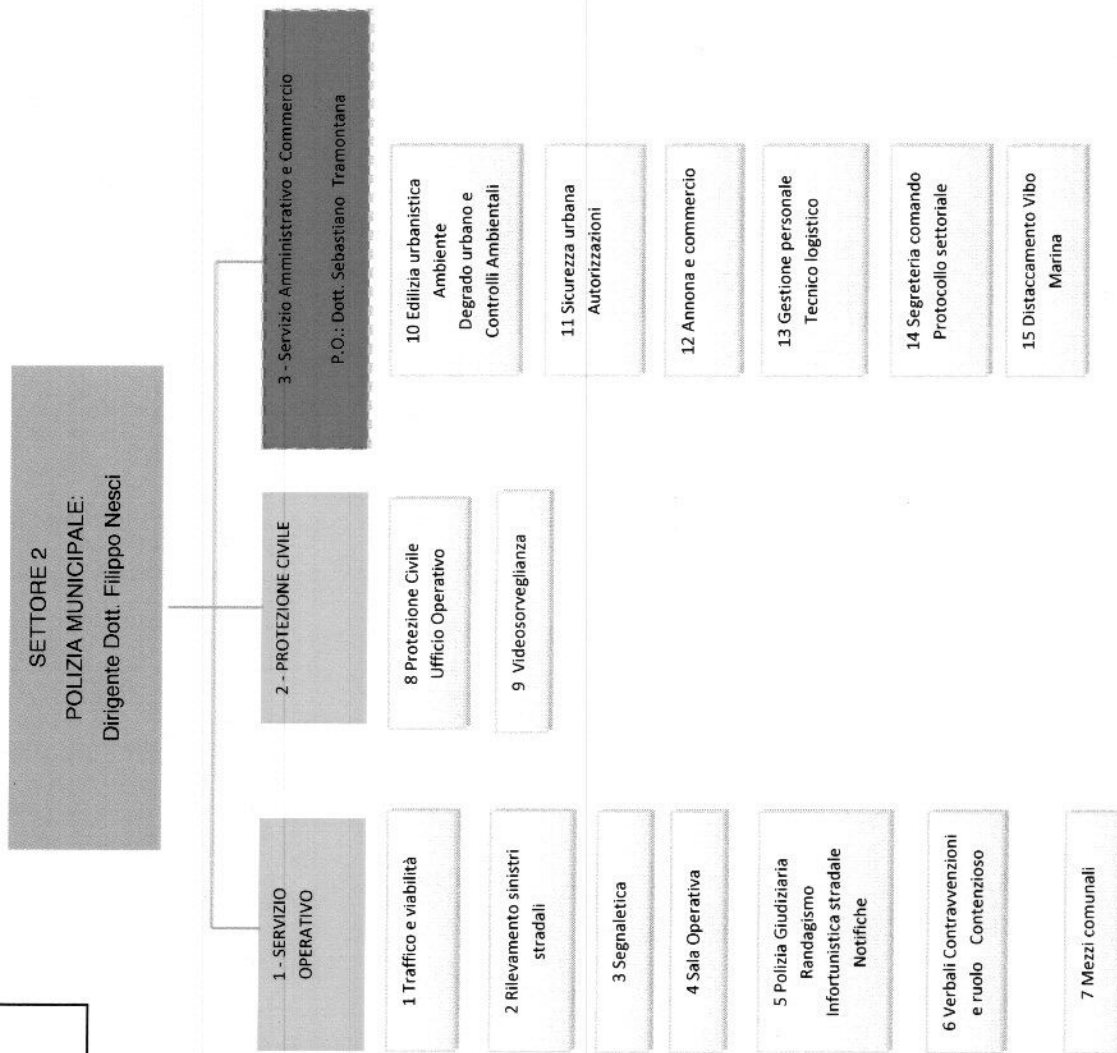 SETTORE 2
POLIZIA MUNICIPALE:
Dirigente Dott. Filippo Nesci
1 - SERVIZIO
OPERATIVO
1 Traffico e viabilità
2 Rilevamento sinistri
stradali
3 Segnaletica
4 Sala Operativa
5 Polizia Giudiziaria
Randagismo
Infortunistica stradale
Notifiche
6 Verbali Contravvenzioni
e ruolo Contenzioso
7 Mezzi comunali
2 - PROTEZIONE CIVILE
8 Protezione Civile
Ufficio Operativo
9 Videosorveglianza
3 - Servizio Amministrativo e Commercio
P.O.: Dott. Sebastiano Tramontana
10 Edilizia urbanistica
Ambiente
Degrado urbano e
Controlli Ambientali
11 Sicurezza urbana
Autorizzazioni
12 Annona e commercio
13 Gestione personale
Tecnico logistico
14 Segreteria comando
Protocollo settoriale
15 Distaccamento Vibo
Marina